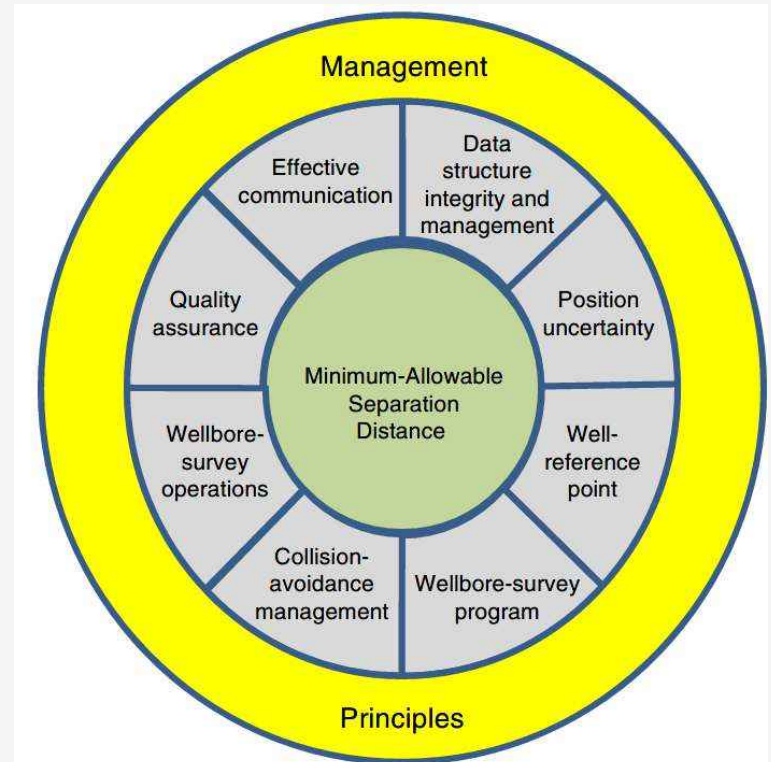 Management
Effective
communication
Data
structure
integrity and
management
Quality
assurance
Position
uncertainty
Minimum-Allowable
Separation
Distance
Wellbore-
survey
operations
Well-
reference
point
Collision-
avoidance
management
Wellbore-survey
program
Principles